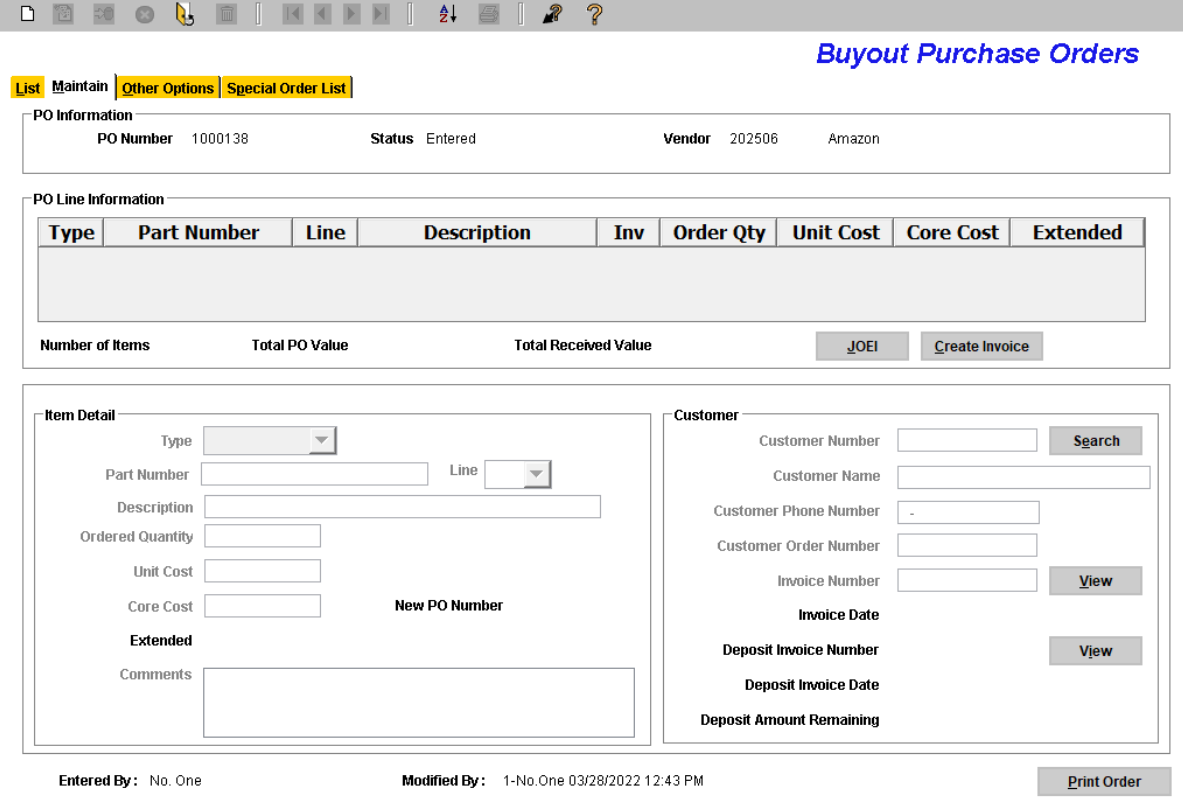 Buyout Purchase Orders
List Maintain Other Options Special Order List
PO Information
PO Number 1000138 Status Entered Vendor 202506 Amazon
PO Line Information
Type Part Number Line Description Inv Order Qty Unit Cost Core Cost Extended
Number of Items Total PO Value Total Received Value JOEI Create Invoice
Item Detail
Type
Part Number Line
Description
Ordered Quantity
Unit Cost
Core Cost New PO Number
Extended
Comments
Customer
Customer Number Search
Customer Name
Customer Phone Number -
Customer Order Number
Invoice Number View
Invoice Date
Deposit Invoice Number View
Deposit Invoice Date
Deposit Amount Remaining
Entered By : No. One Modified By : 1-No.One 03/28/2022 12:43 PM Print Order